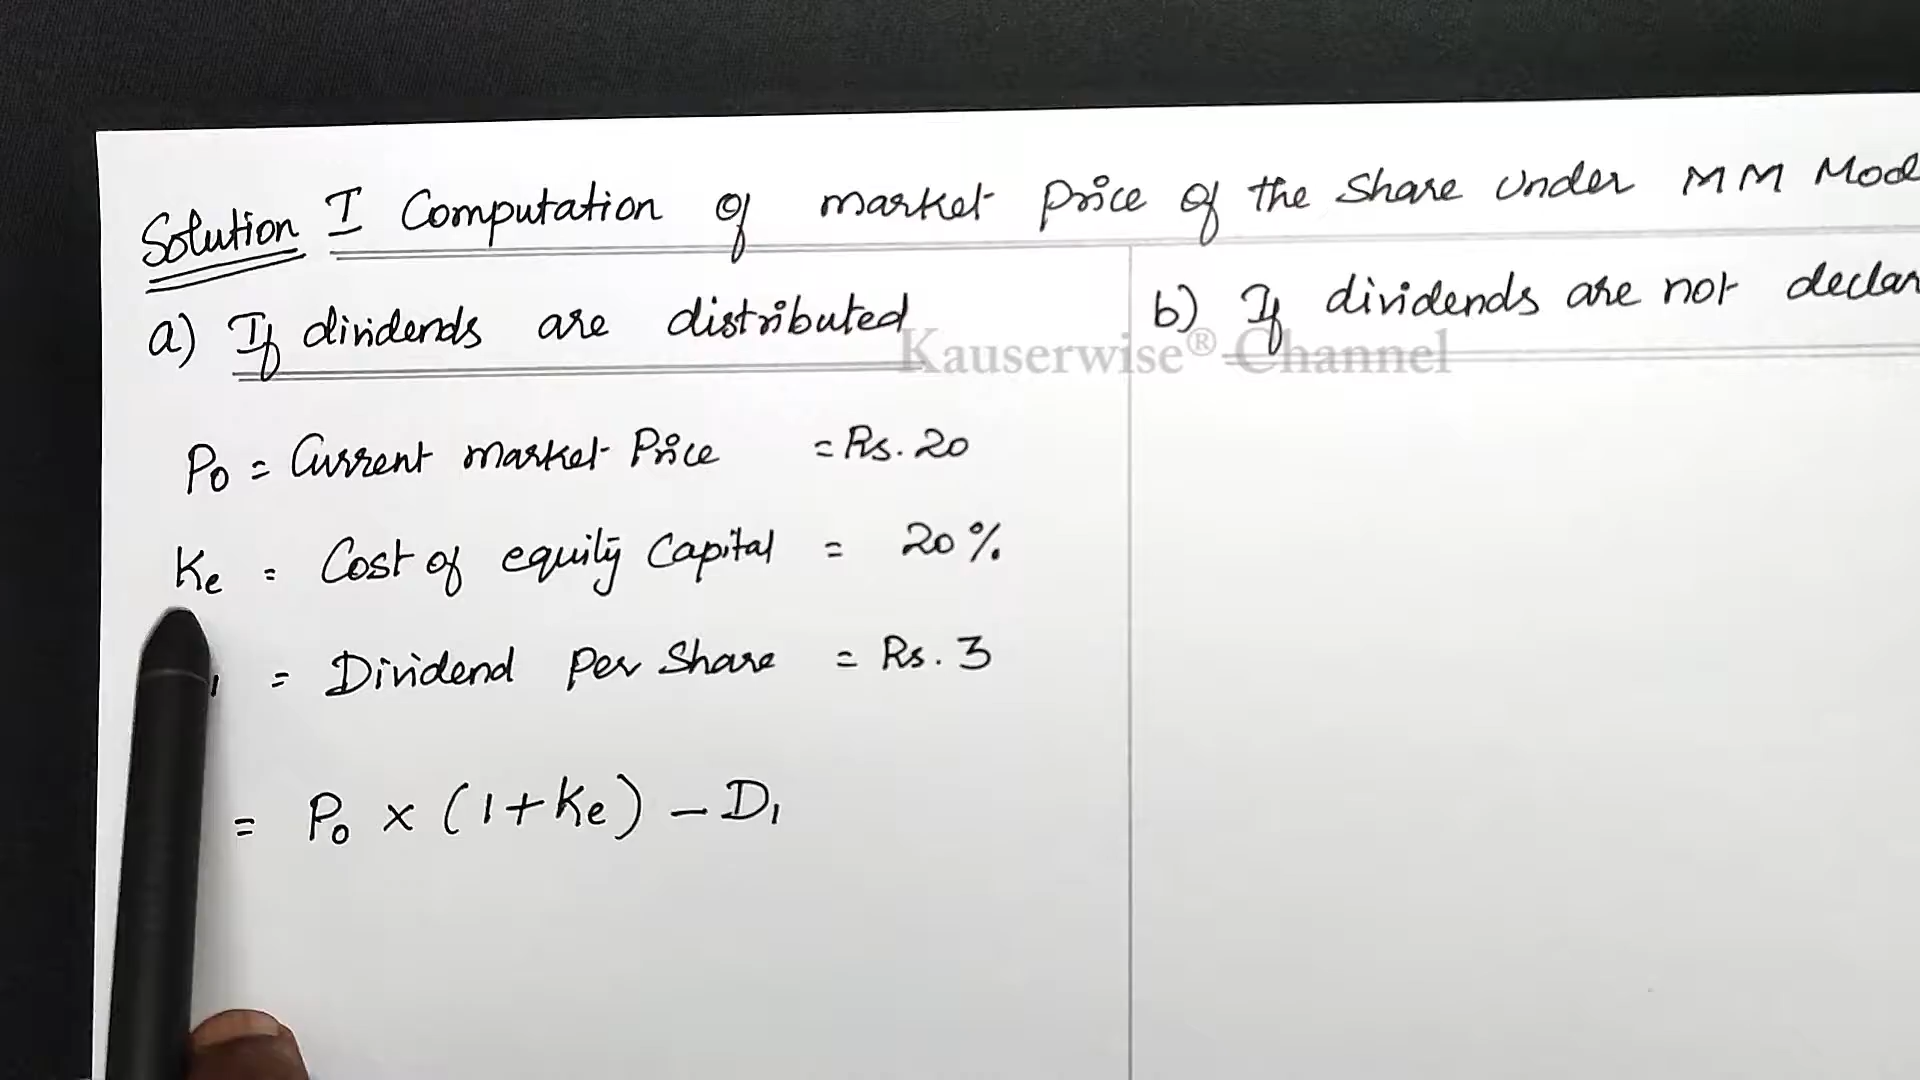 Solution I Computation of market Price of the Share under MM
a) If dividends are distributed
b) If dividends are not
Kauserwise® Channel
P0 = Current market Price = Rs. 20
Ke = Cost of equity Capital = 20%
= Dividend Per Share = Rs. 3
= P0 × (1+Ke) – D1